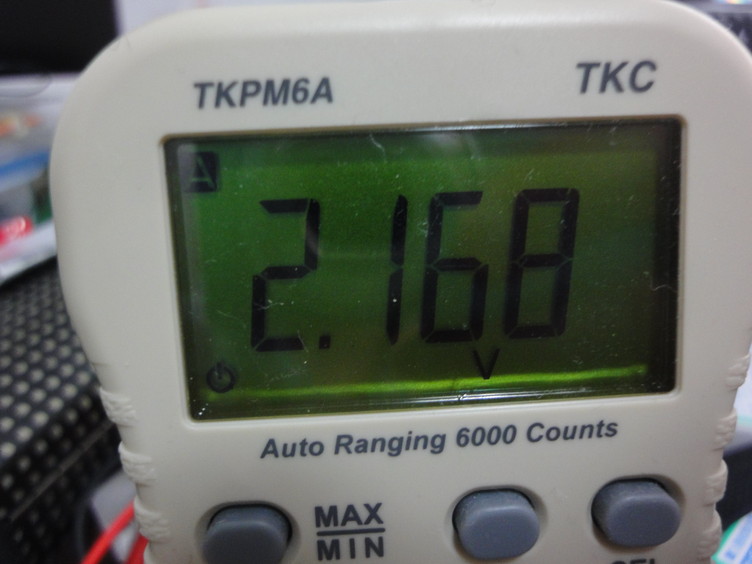 TKPM6A
TKC
A
2.168
V
Auto Ranging 6000 Counts
MAX
MIN